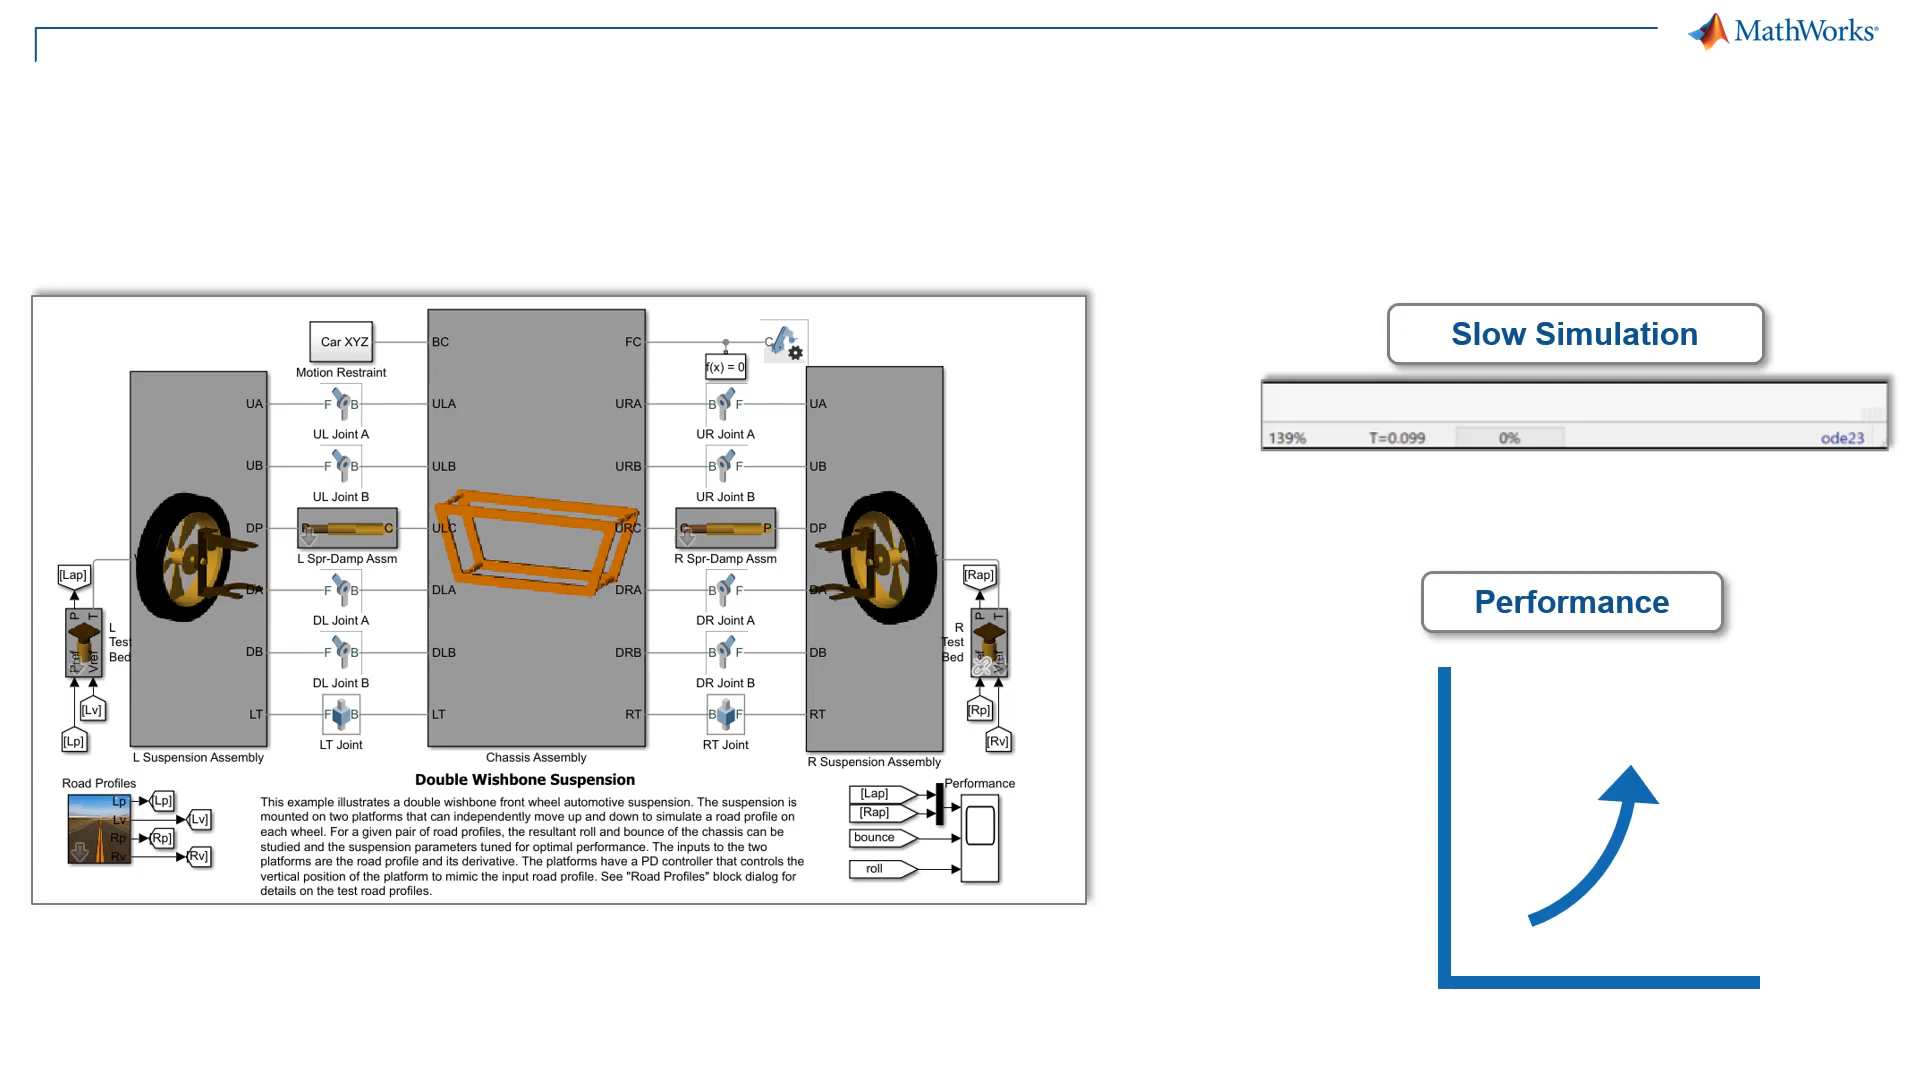 MathWorks®
Slow Simulation
139% T=0.099 0% ode23
Performance
Car XYZ
Motion Restraint
BC FC
C
f(x) = 0
UA F B ULA URA B F UA
UL Joint A UR Joint A
UB F B ULB URB B F UB
UL Joint B UR Joint B
DP P C ULC URC C P DP
L Spr-Damp Assm R Spr-Damp Assm
DA F B DLA DRA B F DA
DL Joint A DR Joint A
DB F B DLB DRB B F DB
DL Joint B DR Joint B
LT F B LT RT B F RT
LT Joint RT Joint
L Suspension Assembly Chassis Assembly R Suspension Assembly
[Lap]
P T
Pref Vref
L
Test
Bed
[Lv]
[Lp]
[Rap]
P T
Vref
R
Test
Bed
[Rp]
[Rv]
Road Profiles
Lp [Lp]
Lv [Lv]
Rp [Rp]
Rv [Rv]
Double Wishbone Suspension
This example illustrates a double wishbone front wheel automotive suspension. The suspension is
mounted on two platforms that can independently move up and down to simulate a road profile on
each wheel. For a given pair of road profiles, the resultant roll and bounce of the chassis can be
studied and the suspension parameters tuned for optimal performance. The inputs to the two
platforms are the road profile and its derivative. The platforms have a PD controller that controls the
vertical position of the platform to mimic the input road profile. See "Road Profiles" block dialog for
details on the test road profiles.
Performance
[Lap]
[Rap]
bounce
roll